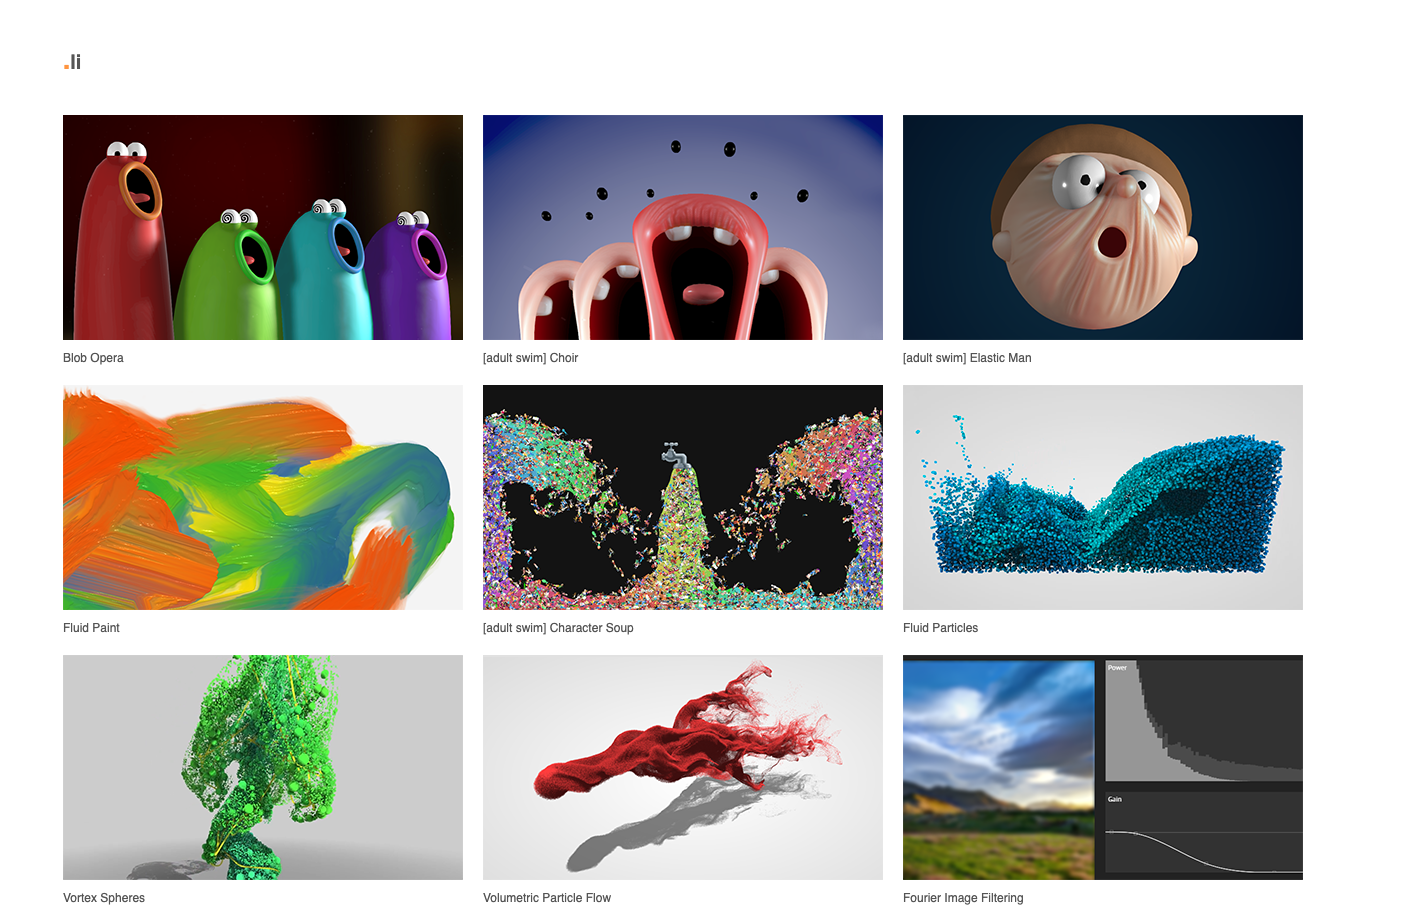 .li
Blob Opera
[adult swim] Choir
[adult swim] Elastic Man
Fluid Paint
[adult swim] Character Soup
Fluid Particles
Power
Gain
Vortex Spheres
Volumetric Particle Flow
Fourier Image Filtering